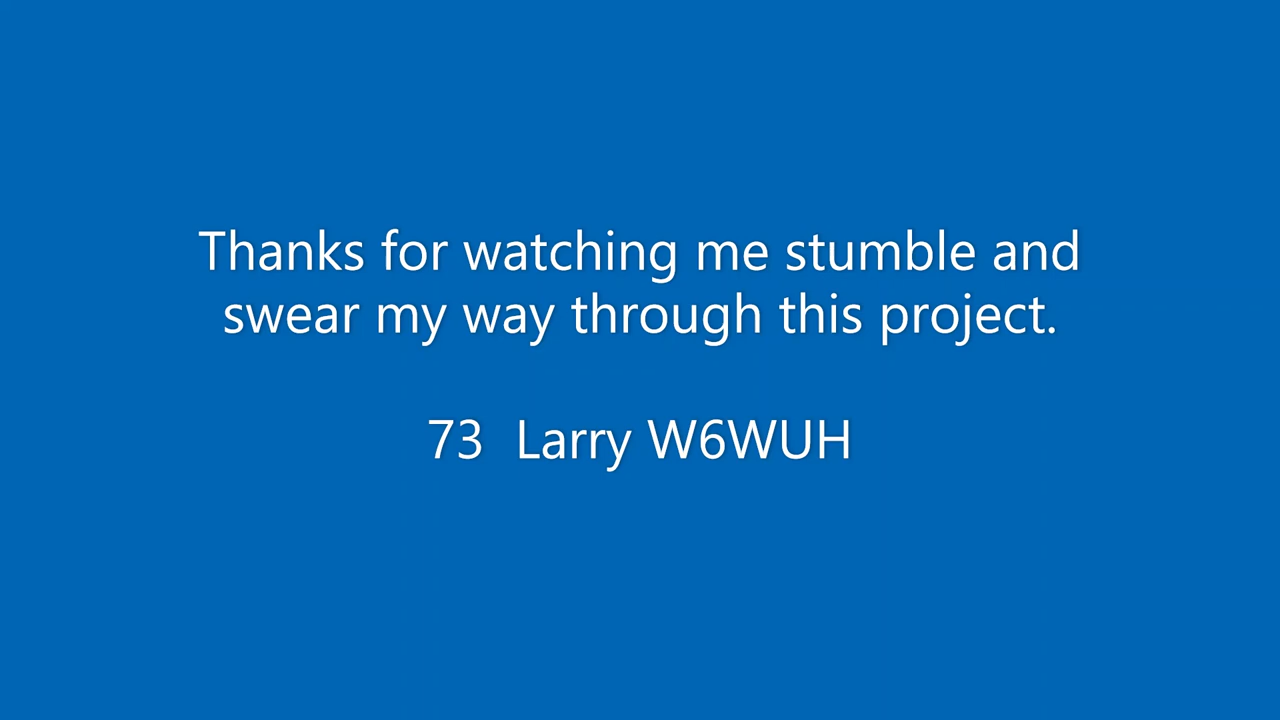 Thanks for watching me stumble and
swear my way through this project.
73  Larry W6WUH